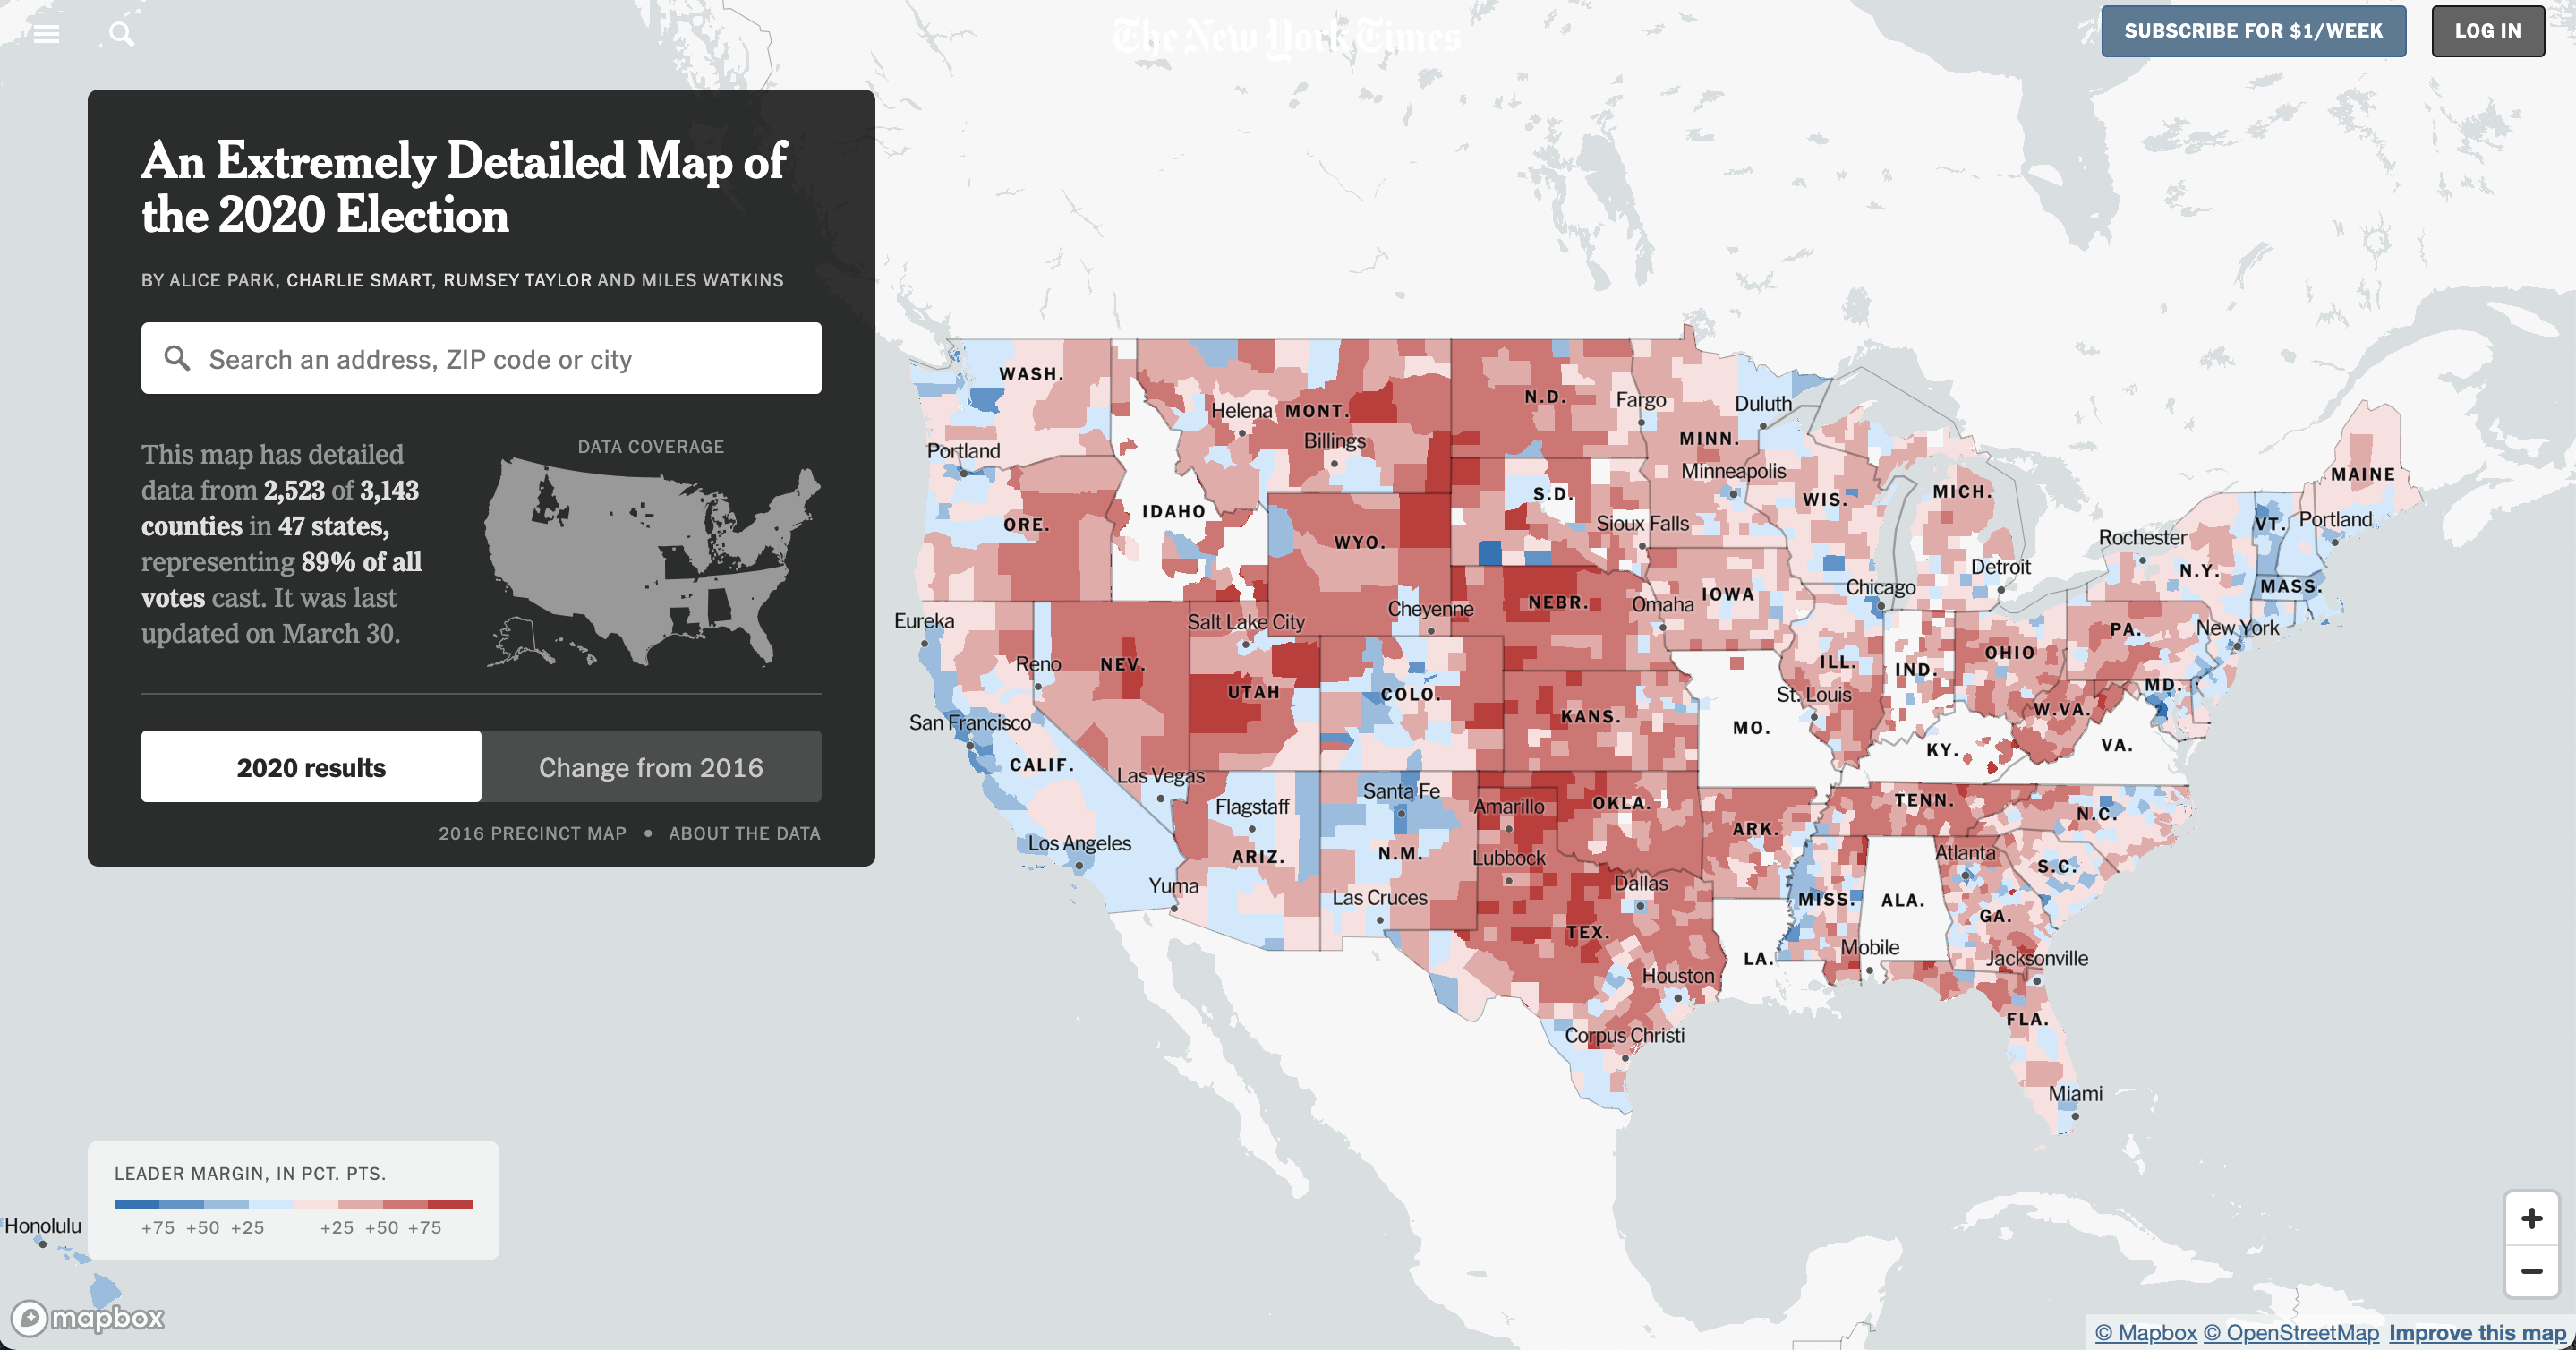 The New York Times
SUBSCRIBE FOR $1/WEEK
LOG IN
An Extremely Detailed Map of
the 2020 Election
BY ALICE PARK, CHARLIE SMART, RUMSEY TAYLOR AND MILES WATKINS
Search an address, ZIP code or city
This map has detailed
data from 2,523 of 3,143
counties in 47 states,
representing 89% of all
votes cast. It was last
updated on March 30.
DATA COVERAGE
2020 results
Change from 2016
2016 PRECINCT MAP • ABOUT THE DATA
WASH.
Helena
MONT.
N.D.
Fargo
Duluth
Billings
MINN.
Portland
Minneapolis
MAINE
S.D.
WIS.
MICH.
IDAHO
ORE.
Sioux Falls
VT.
Portland
WYO.
Rochester
Detroit
N.Y.
Chicago
MASS.
Cheyenne
NEBR.
Omaha
IOWA
Eureka
Salt Lake City
PA.
New York
Reno
NEV.
OHIO
ILL.
IND.
UTAH
COLO.
St. Louis
MD.
San Francisco
KANS.
W.VA.
MO.
KY.
VA.
CALIF.
Las Vegas
Flagstaff
Santa Fe
Amarillo
OKLA.
TENN.
N.C.
Los Angeles
ARIZ.
N.M.
Lubbock
ARK.
Atlanta
S.C.
Yuma
Las Cruces
Dallas
MISS.
ALA.
GA.
TEX.
Mobile
LA.
Jacksonville
Houston
FLA.
Corpus Christi
Miami
LEADER MARGIN, IN PCT. PTS.
+75 +50 +25 +25 +50 +75
Honolulu
+
−
mapbox
© Mapbox © OpenStreetMap Improve this map